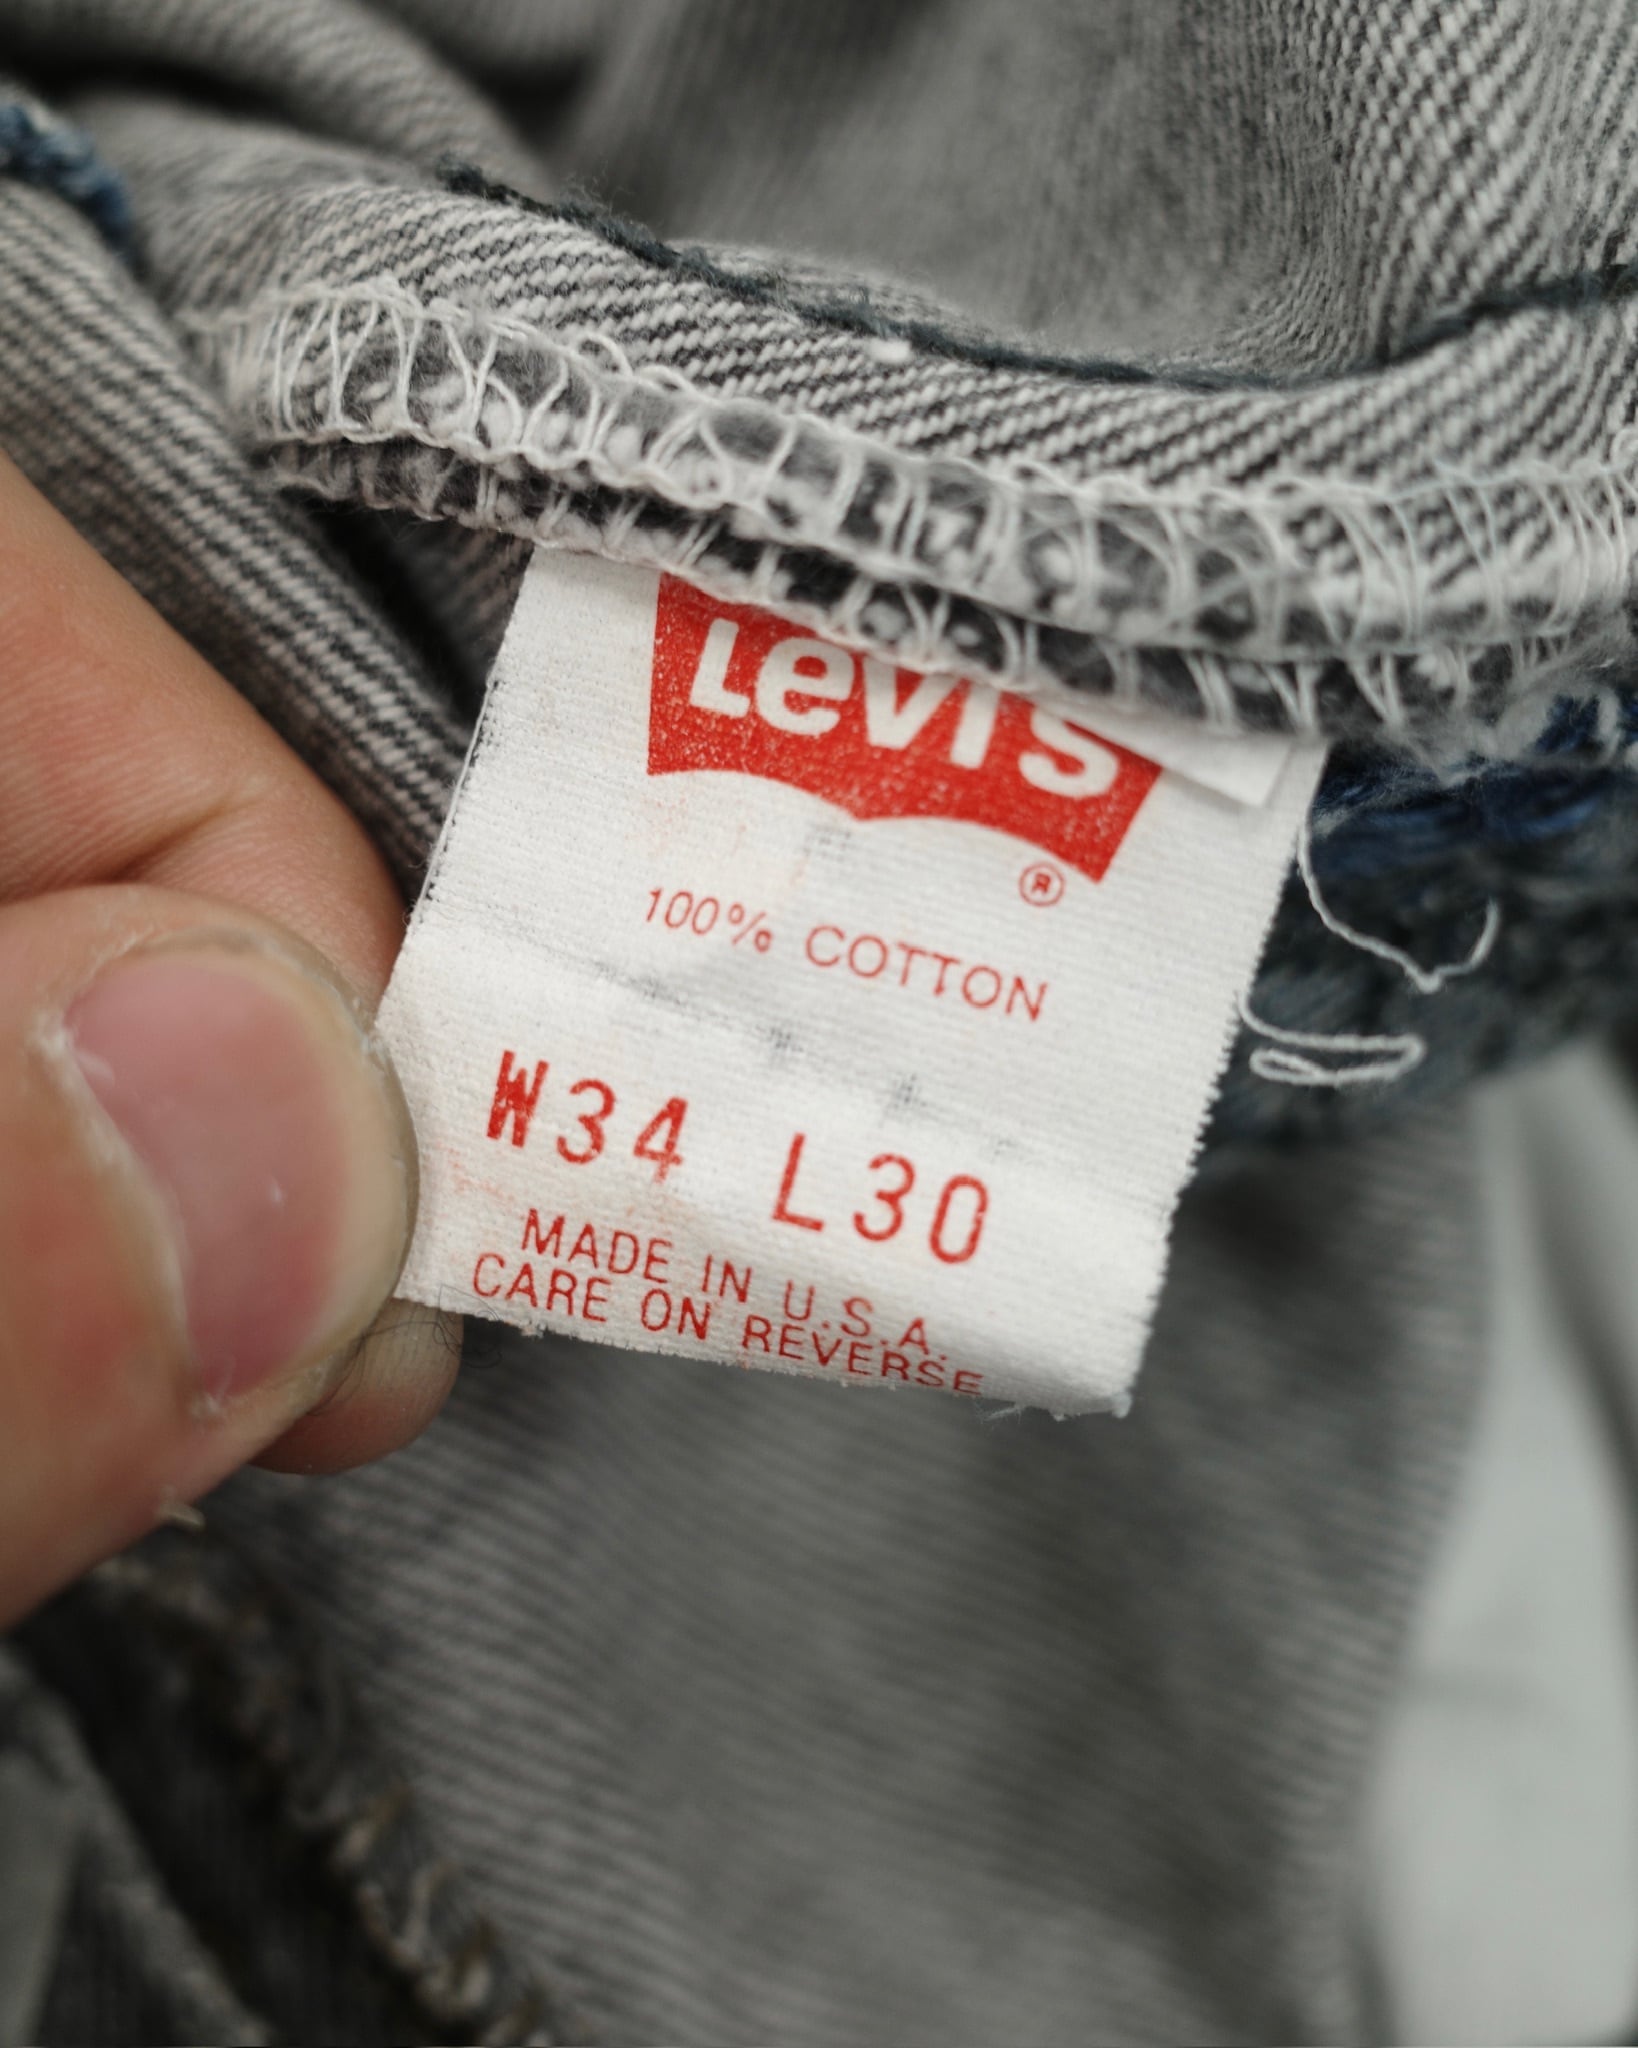 Levi's
®
100% COTTON
W34 L30
MADE IN U.S.A.
CARE ON REVERSE